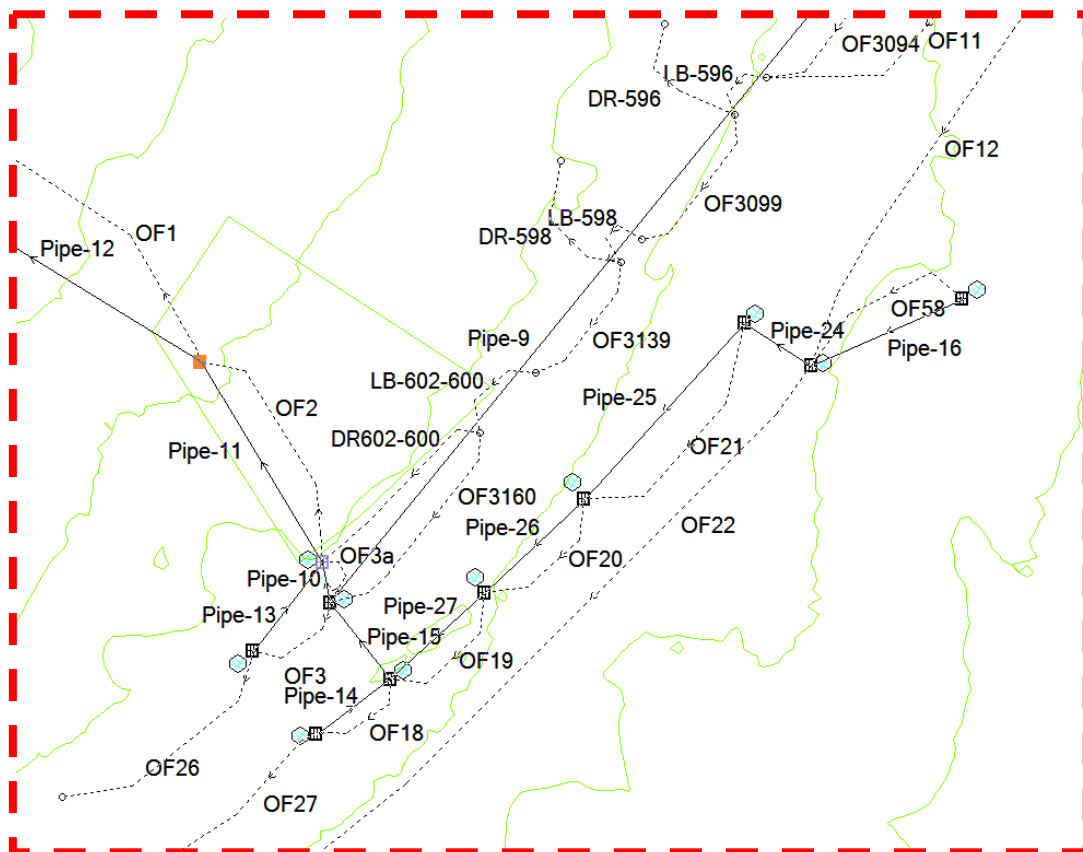 OF3094
OF11
LB-596
DR-596
OF12
OF3099
LB-598
OF1
DR-598
Pipe-12
OF58
Pipe-24
Pipe-9
OF3139
Pipe-16
LB-602-600
Pipe-25
OF2
DR602-600
OF21
Pipe-11
OF3160
OF22
Pipe-26
OF3a
OF20
Pipe-10
Pipe-27
Pipe-13
Pipe-15
OF19
OF3
Pipe-14
OF18
OF26
OF27